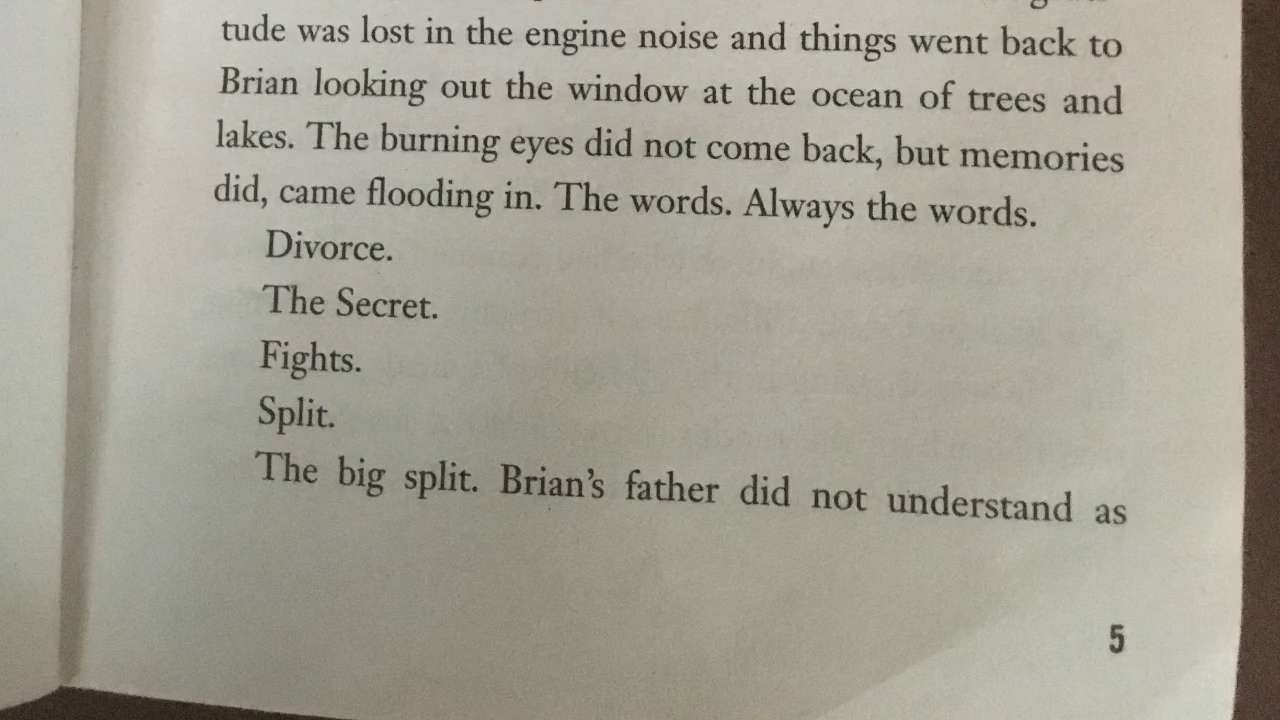 tude was lost in the engine noise and things went back to
Brian looking out the window at the ocean of trees and
lakes. The burning eyes did not come back, but memories
did, came flooding in. The words. Always the words.
Divorce.
The Secret.
Fights.
Split.
The big split. Brian’s father did not understand as
5